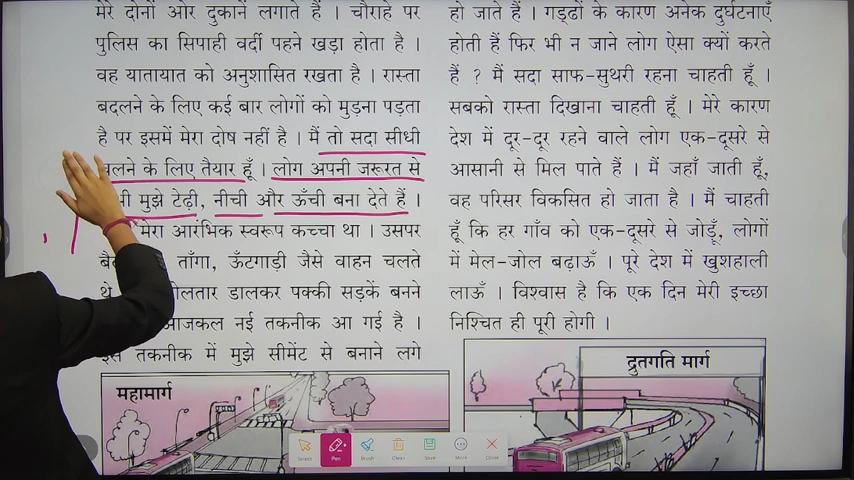 मेरे दोनों ओर दुकानें लगाते हैं । चौराहे पर
पुलिस का सिपाही वर्दी पहने खड़ा होता है ।
वह यातायात को अनुशासित रखता है । रास्ता
बदलने के लिए कई बार लोगों को मुड़ना पड़ता
है पर इसमें मेरा दोष नहीं है । मैं तो सदा सीधी
चलने के लिए तैयार हूँ । लोग अपनी जरूरत से
मुझे टेढ़ी, नीची और ऊँची बना देते हैं ।
मेरा आरंभिक स्वरूप कच्चा था । उसपर
ताँगा, ऊँटगाड़ी जैसे वाहन चलते
थे डालकर पक्की सड़कें बनने
आजकल नई तकनीक आ गई है ।
इस तकनीक में मुझे सीमेंट से बनाने लगे
महामार्ग
हो जाते हैं । गड्ढों के कारण अनेक दुर्घटनाएँ
होती हैं फिर भी न जाने लोग ऐसा क्यों करते
हैं ? मैं सदा साफ-सुथरी रहना चाहती हूँ ।
सबको रास्ता दिखाना चाहती हूँ । मेरे कारण
देश में दूर-दूर रहने वाले लोग एक-दूसरे से
आसानी से मिल पाते हैं । मैं जहाँ जाती हूँ,
वह परिसर विकसित हो जाता है । मैं चाहती
हूँ कि हर गाँव को एक-दूसरे से जोड़ूँ, लोगों
में मेल-जोल बढ़ाऊँ । पूरे देश में खुशहाली
लाऊँ । विश्वास है कि एक दिन मेरी इच्छा
निश्चित ही पूरी होगी ।
द्रुतगति मार्ग
Select Pen Brush Clean Save More Close